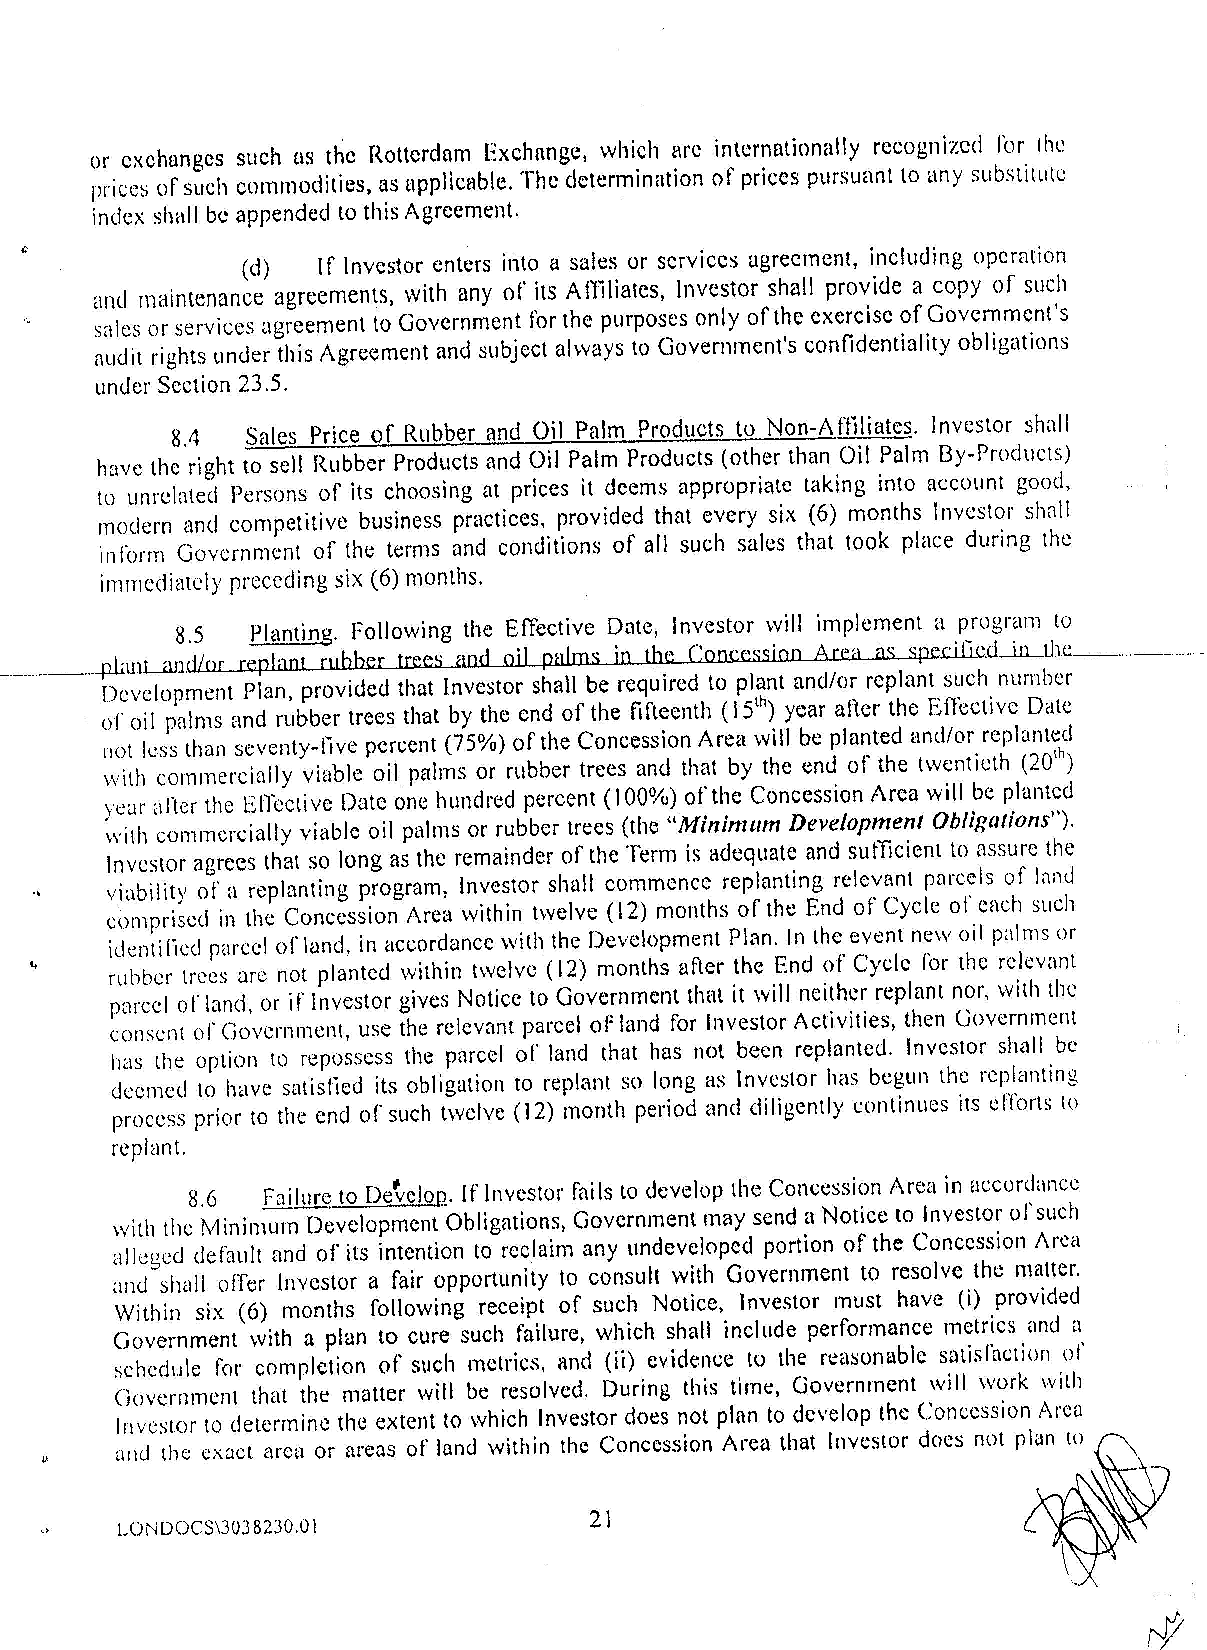 or exchanges such as the Rotterdam Exchange, which are internationally recognized for the
prices of such commodities, as applicable. The determination of prices pursuant to any substitute
index shall be appended to this Agreement.
(d) If Investor enters into a sales or services agreement, including operation
and maintenance agreements, with any of its Affiliates, Investor shall provide a copy of such
sales or services agreement to Government for the purposes only of the exercise of Government's
audit rights under this Agreement and subject always to Government's confidentiality obligations
under Section 23.5.
8.4 Sales Price of Rubber and Oil Palm Products to Non-Affiliates. Investor shall
have the right to sell Rubber Products and Oil Palm Products (other than Oil Palm By-Products)
to unrelated Persons of its choosing at prices it deems appropriate taking into account good,
modern and competitive business practices, provided that every six (6) months Investor shall
inform Government of the terms and conditions of all such sales that took place during the
immediately preceding six (6) months.
8.5 Planting. Following the Effective Date, Investor will implement a program to
plant and/or replant rubber trees and oil palms in the Concession Area as specified in the
Development Plan, provided that Investor shall be required to plant and/or replant such number
of oil palms and rubber trees that by the end of the fifteenth (15th) year after the Effective Date
not less than seventy-five percent (75%) of the Concession Area will be planted and/or replanted
with commercially viable oil palms or rubber trees and that by the end of the twentieth (20th)
year after the Effective Date one hundred percent (100%) of the Concession Area will be planted
with commercially viable oil palms or rubber trees (the “Minimum Development Obligations”).
Investor agrees that so long as the remainder of the Term is adequate and sufficient to assure the
viability of a replanting program, Investor shall commence replanting relevant parcels of land
comprised in the Concession Area within twelve (12) months of the End of Cycle of each such
identified parcel of land, in accordance with the Development Plan. In the event new oil palms or
rubber trees are not planted within twelve (12) months after the End of Cycle for the relevant
parcel of land, or if Investor gives Notice to Government that it will neither replant nor, with the
consent of Government, use the relevant parcel of land for Investor Activities, then Government
has the option to repossess the parcel of land that has not been replanted. Investor shall be
deemed to have satisfied its obligation to replant so long as Investor has begun the replanting
process prior to the end of such twelve (12) month period and diligently continues its efforts to
replant.
8.6 Failure to Develop. If Investor fails to develop the Concession Area in accordance
with the Minimum Development Obligations, Government may send a Notice to Investor of such
alleged default and of its intention to reclaim any undeveloped portion of the Concession Area
and shall offer Investor a fair opportunity to consult with Government to resolve the matter.
Within six (6) months following receipt of such Notice, Investor must have (i) provided
Government with a plan to cure such failure, which shall include performance metrics and a
schedule for completion of such metrics, and (ii) evidence to the reasonable satisfaction of
Government that the matter will be resolved. During this time, Government will work with
Investor to determine the extent to which Investor does not plan to develop the Concession Area
and the exact area or areas of land within the Concession Area that Investor does not plan to
LONDOCS\3038230.01
21